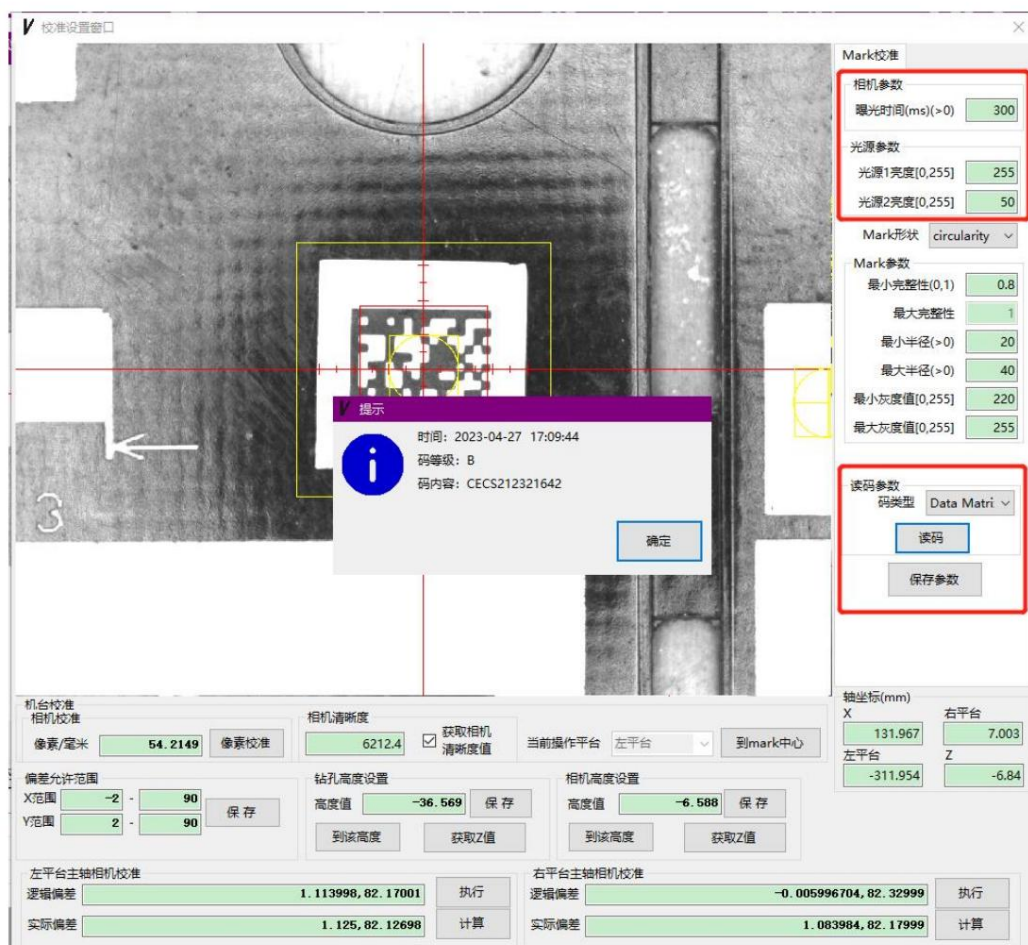 V 校准设置窗口
Mark校准
相机参数
曝光时间(ms)(>0) 300
光源参数
光源1亮度[0,255] 255
光源2亮度[0,255] 50
Mark形状 circularity
Mark参数
最小完整性(0,1) 0.8
最大完整性 1
最小半径(>0) 20
最大半径(>0) 40
最小灰度值[0,255] 220
最大灰度值[0,255] 255
3
V 提示
时间: 2023-04-27 17:09:44
码等级: B
码内容: CECS212321642
确定
读码参数
码类型 Data Matri
读码
保存参数
机台校准
相机校准
像素/毫米 54.2149 像素校准
相机清晰度
6212.4 获取相机清晰度值
当前操作平台 左平台 到mark中心
轴坐标(mm)
X 右平台
131.967 7.003
左平台 Z
-311.954 -6.84
偏差允许范围
X范围 -2 - 90
Y范围 2 - 90
保存
钻孔高度设置
高度值 -36.569 保存
到该高度 获取Z值
相机高度设置
高度值 -6.588 保存
到该高度 获取Z值
左平台主轴相机校准
逻辑偏差 1.113998,82.17001 执行
实际偏差 1.125,82.12698 计算
右平台主轴相机校准
逻辑偏差 -0.005996704,82.32999 执行
实际偏差 1.083984,82.17999 计算